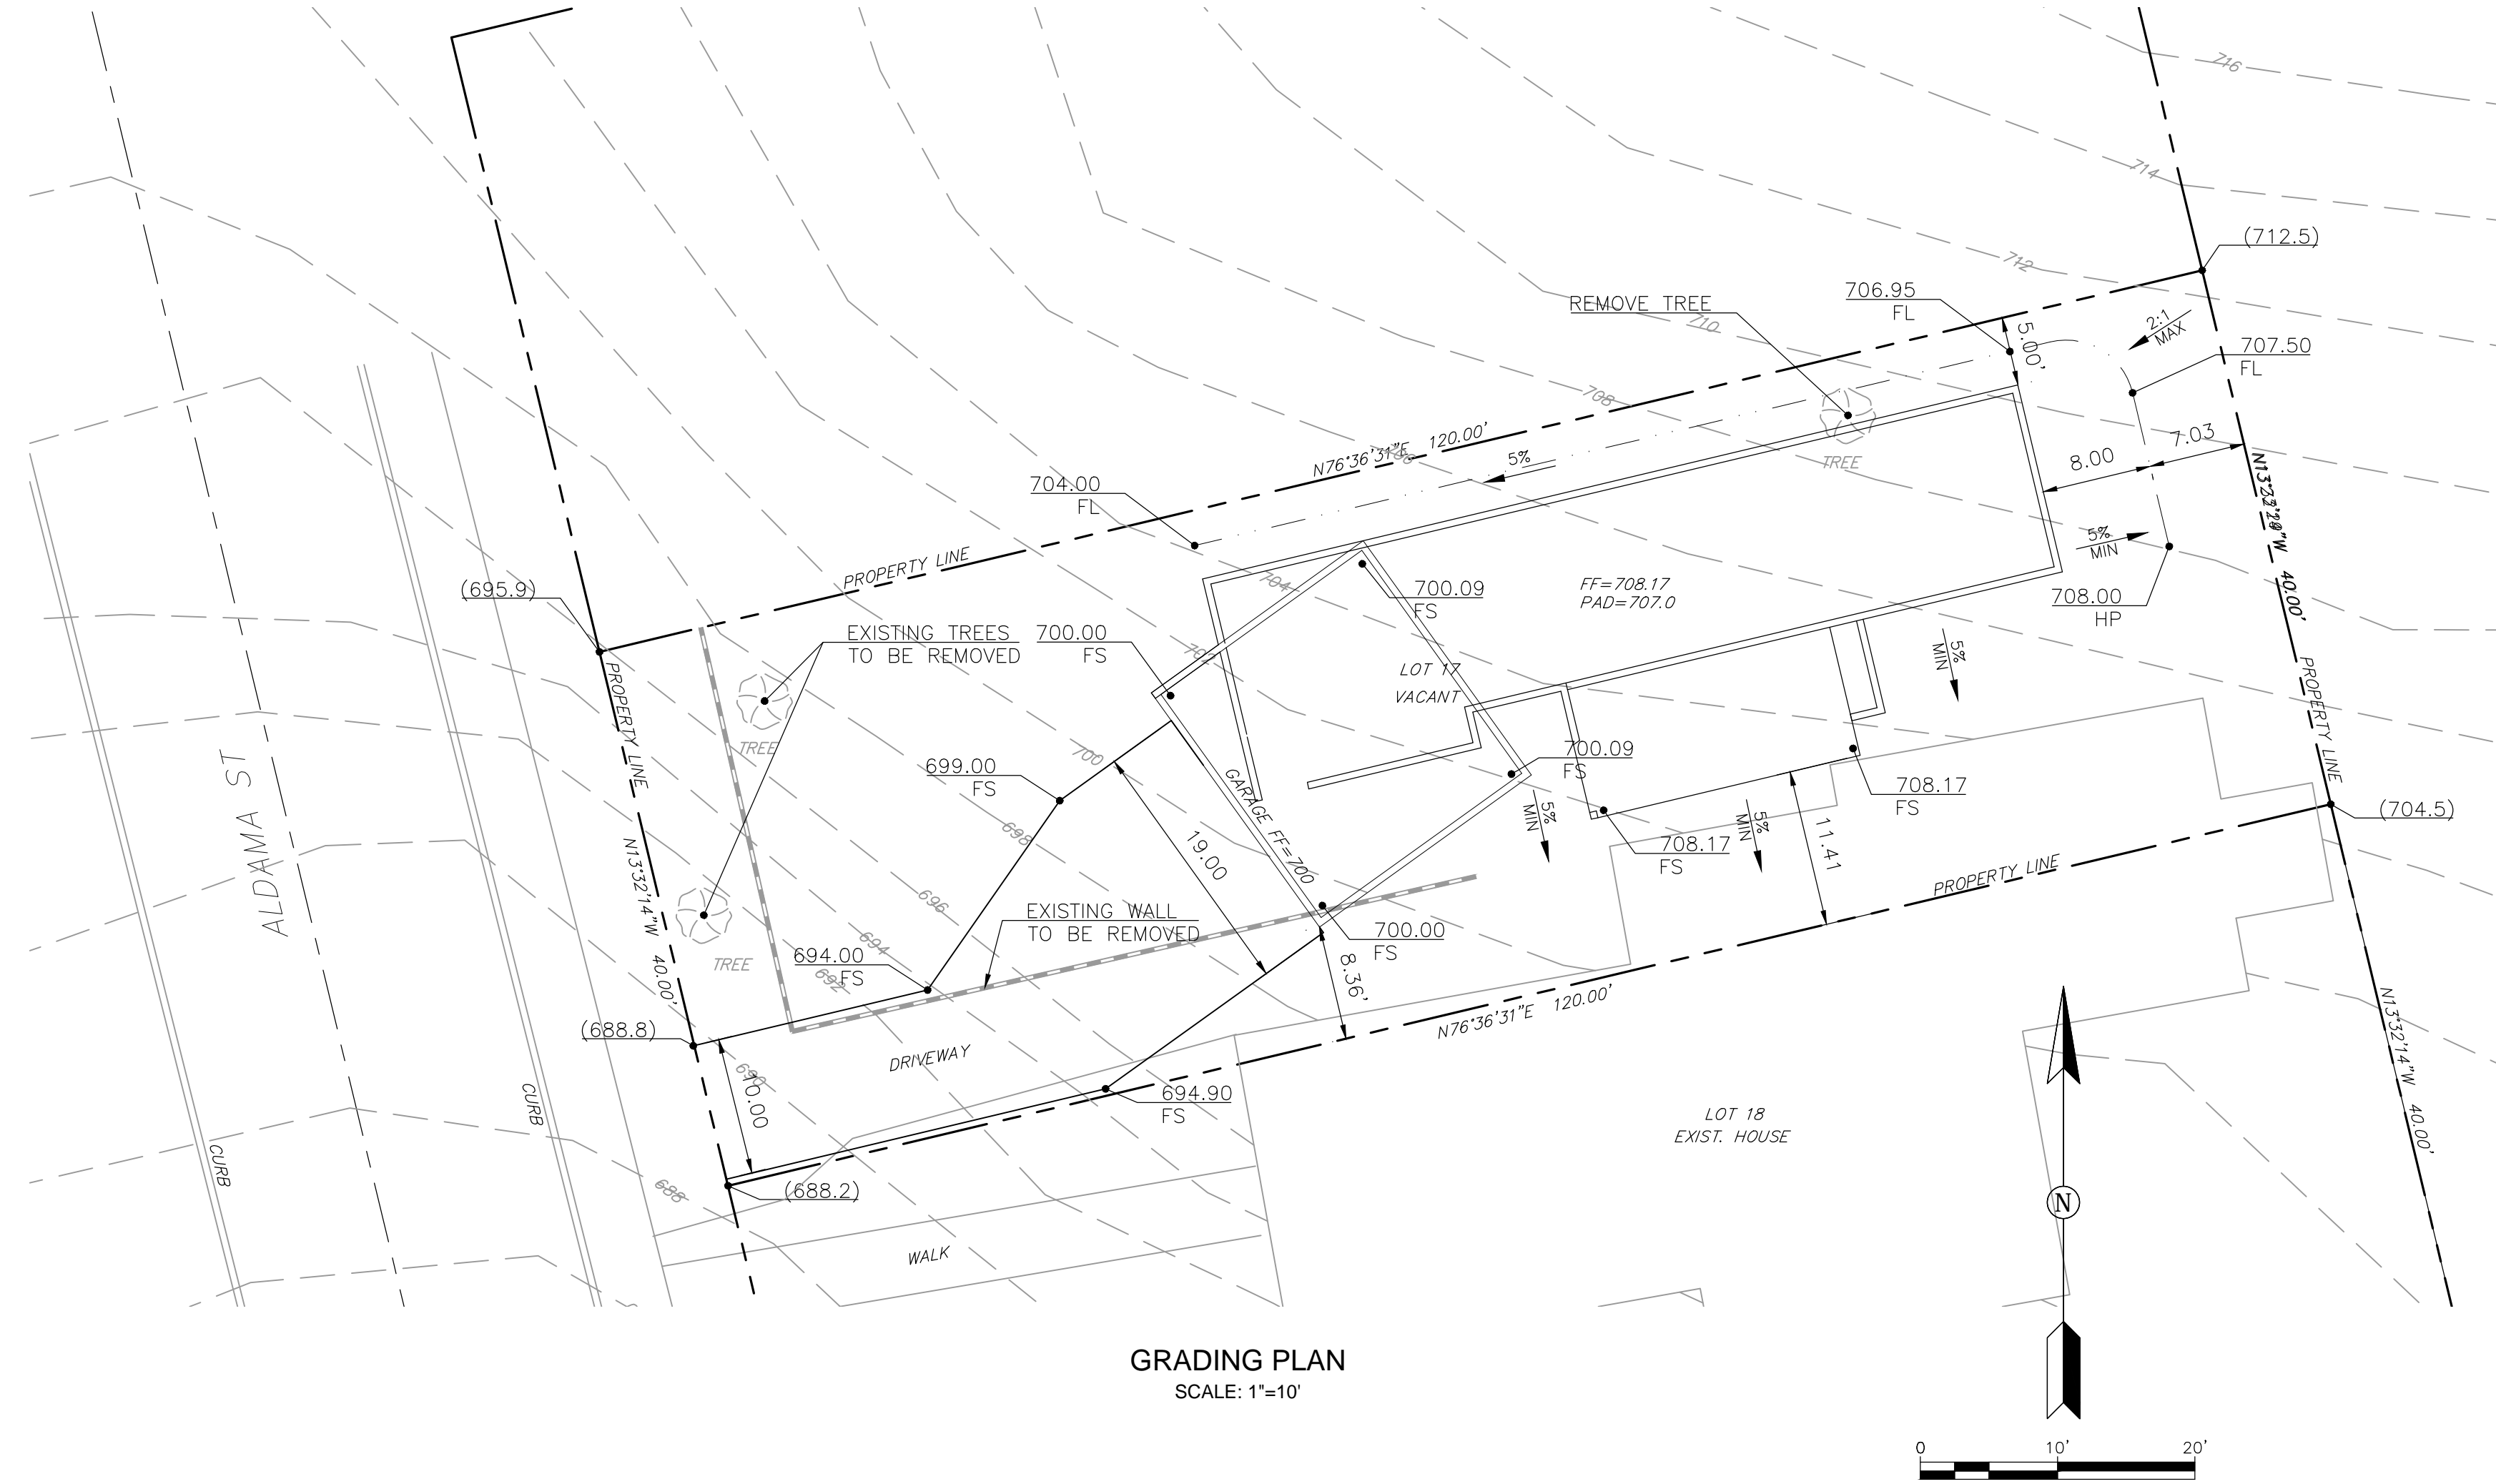 716
714
(712.5)
712
706.95
FL
REMOVE TREE
710
2:1
MAX
5.00'
707.50
FL
708
TREE
7.03
8.00
N76°36'31"E 120.00'
5%
704.00
FL
40.00'
5%
MIN
PROPERTY LINE
(695.9)
704
700.09
FS
FF=708.17
PAD=707.0
708.00
HP
EXISTING TREES
TO BE REMOVED
700.00
FS
702
LOT 17
VACANT
5%
MIN
PROPERTY LINE
PROPERTY LINE
TREE
700
700.09
FS
699.00
FS
708.17
FS
ALDAMA ST
GARAGE FF=700
5%
MIN
5%
MIN
(704.5)
698
19.00
708.17
FS
11.41
PROPERTY LINE
N13°32'14"W 40.00'
696
EXISTING WALL
TO BE REMOVED
694
700.00
FS
694.00
FS
TREE
692
8.36'
N76°36'31"E 120.00'
(688.8)
DRIVEWAY
690
10.00
CURB
694.90
FS
N13°32'14"W 40.00'
LOT 18
EXIST. HOUSE
CURB
688
(688.2)
N
WALK
GRADING PLAN
SCALE: 1"=10'
0 10' 20'